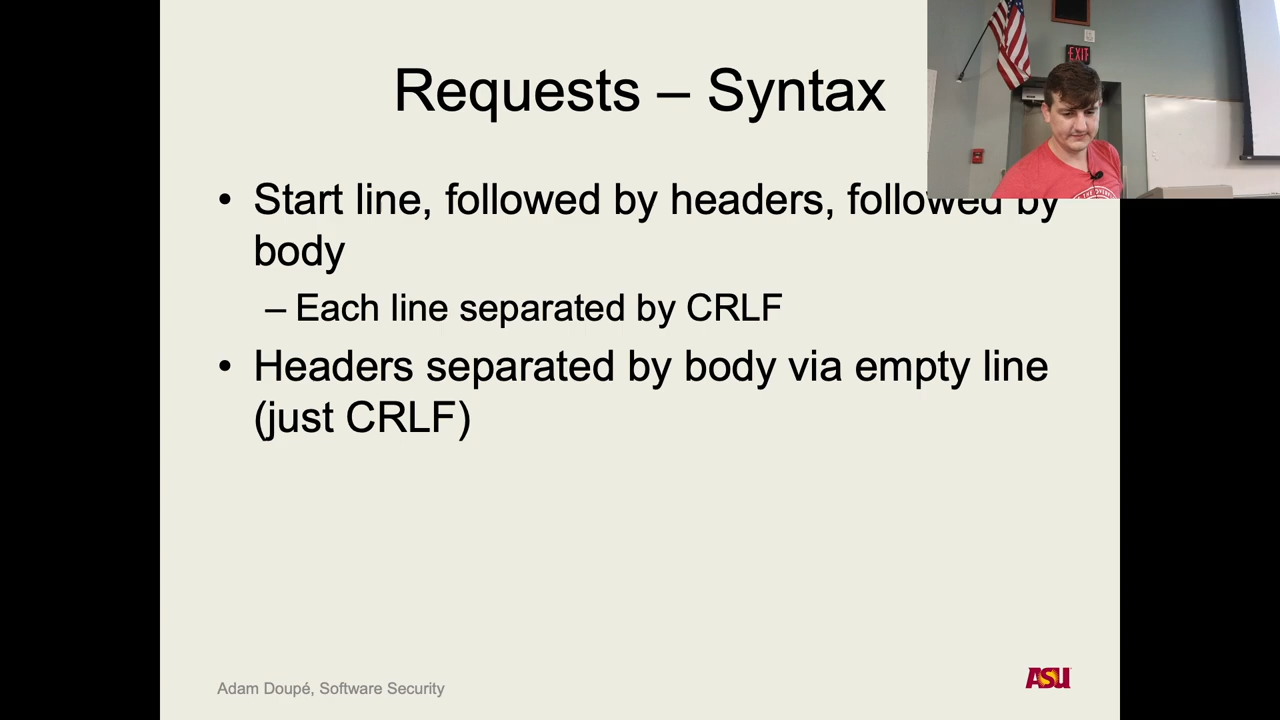 Requests – Syntax
EXIT
• Start line, followed by headers, followed by
body
– Each line separated by CRLF
• Headers separated by body via empty line
(just CRLF)
Adam Doupé, Software Security
ASU